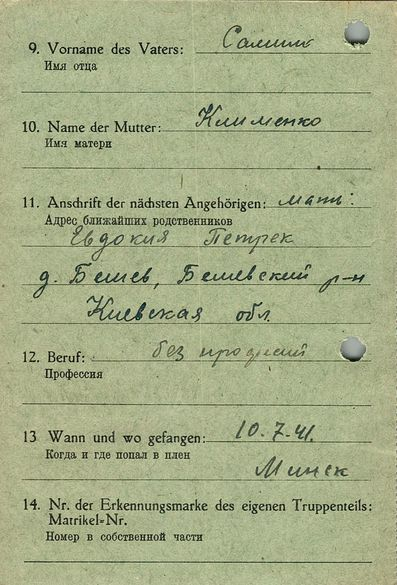 9. Vorname des Vaters:
Имя отца
10. Name der Mutter: Клименко
Имя матери
11. Anschrift der nächsten Angehörigen: мать:
Адрес ближайших родственников
Евдокия Петрек
д. Бешев, Бешевский р-н
Киевская обл.
12. Beruf: без
Профессия
13 Wann und wo gefangen: 10.7.41.
Когда и где попал в плен
Минск
14. Nr. der Erkennungsmarke des eigenen Truppenteils:
Matrikel-Nr.
Номер в собственной части